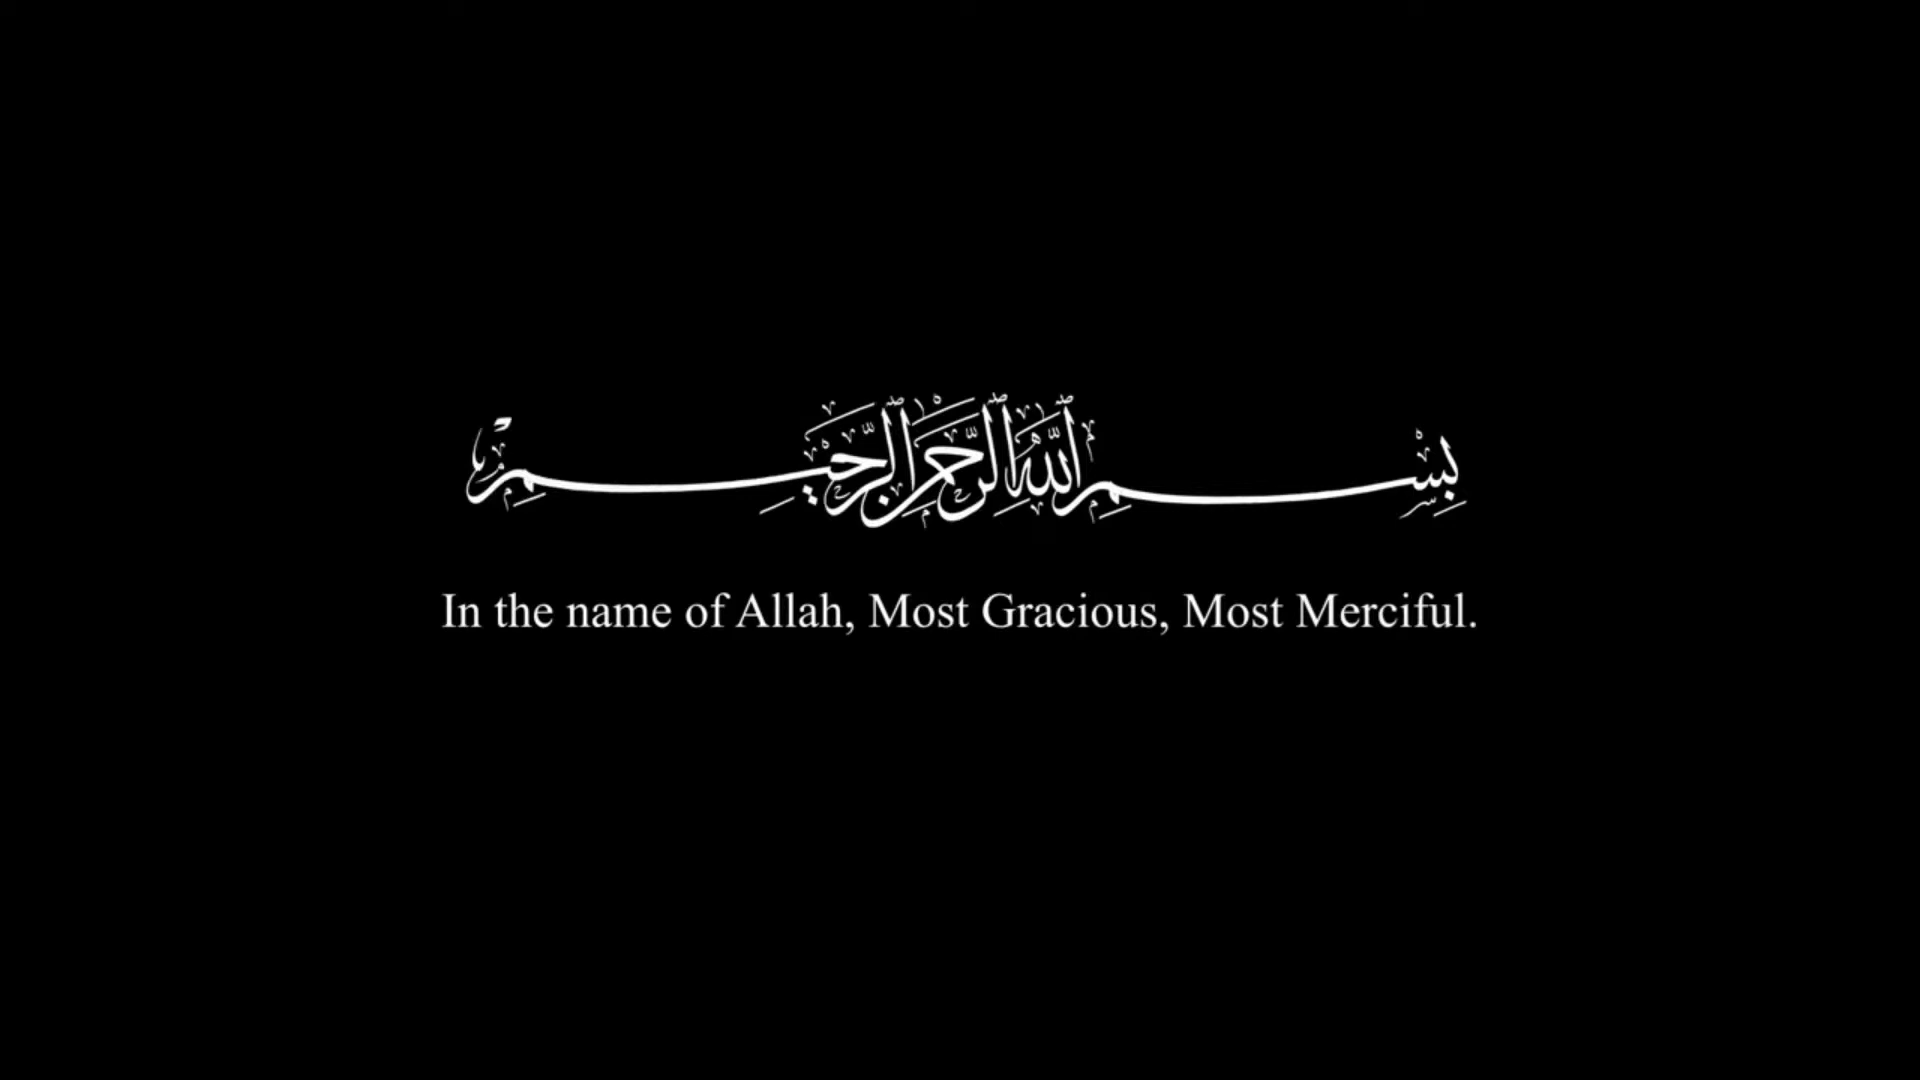 بِسْمِ ٱللَّهِ ٱلرَّحْمَٰنِ ٱلرَّحِيمِ
In the name of Allah, Most Gracious, Most Merciful.